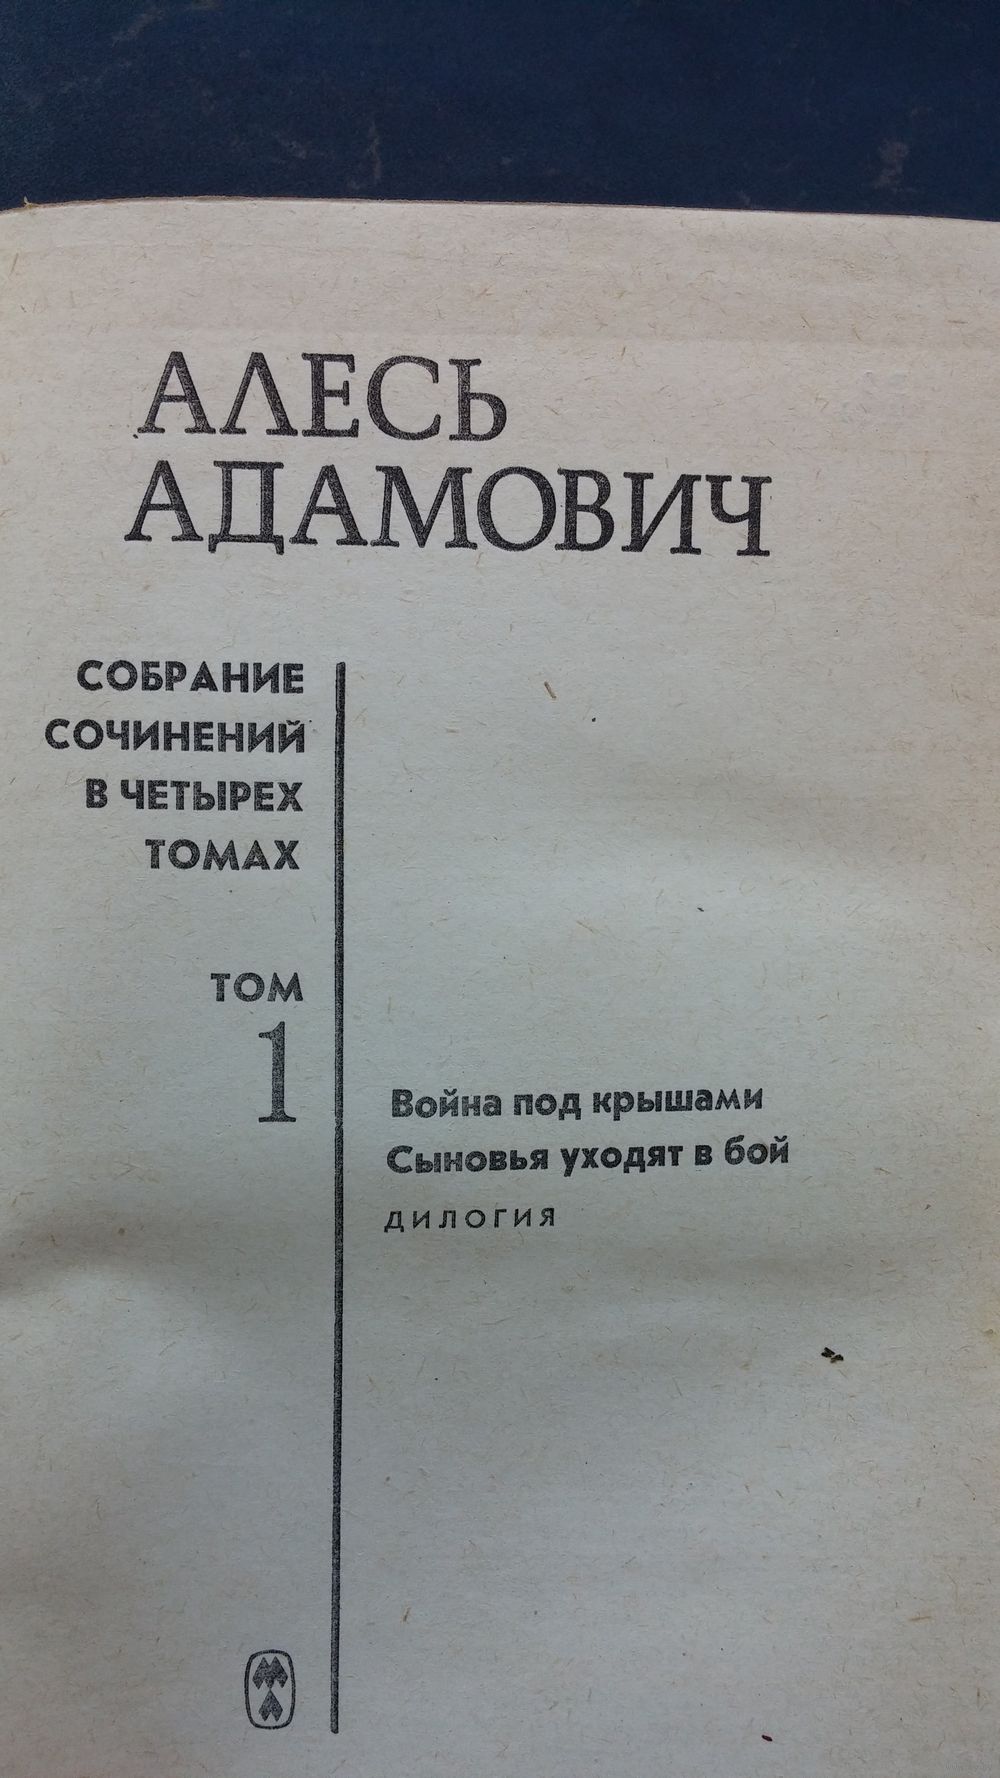 АЛЕСЬ
АДАМОВИЧ
СОБРАНИЕ
СОЧИНЕНИЙ
В ЧЕТЫРЕХ
ТОМАХ
ТОМ
1
Война под крышами
Сыновья уходят в бой
ДИЛОГИЯ